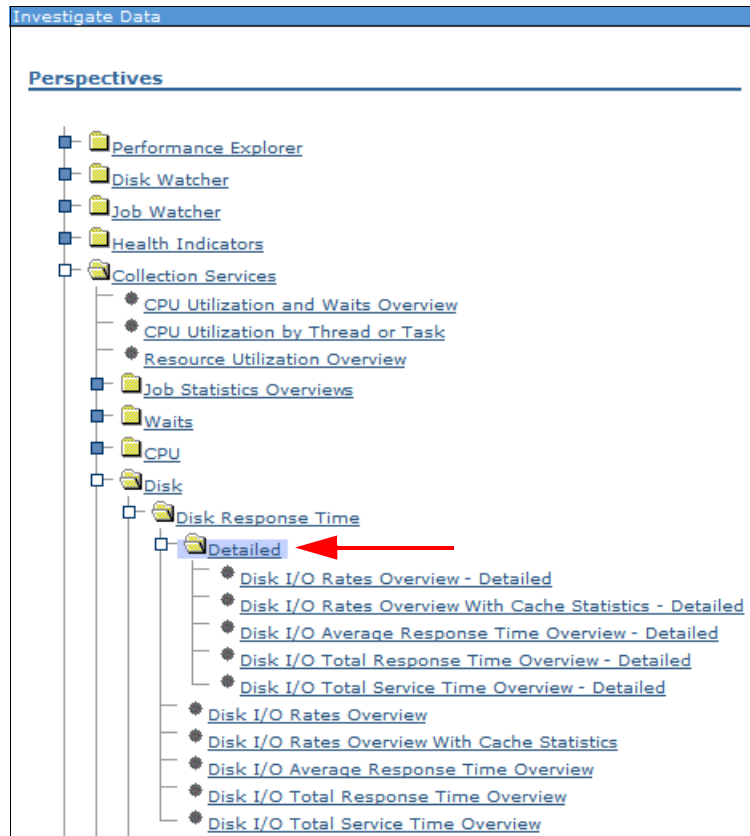 Investigate Data
Perspectives
Performance Explorer
Disk Watcher
Job Watcher
Health Indicators
Collection Services
CPU Utilization and Waits Overview
CPU Utilization by Thread or Task
Resource Utilization Overview
Job Statistics Overviews
Waits
CPU
Disk
Disk Response Time
Detailed
Disk I/O Rates Overview - Detailed
Disk I/O Rates Overview With Cache Statistics - Detailed
Disk I/O Average Response Time Overview - Detailed
Disk I/O Total Response Time Overview - Detailed
Disk I/O Total Service Time Overview - Detailed
Disk I/O Rates Overview
Disk I/O Rates Overview With Cache Statistics
Disk I/O Average Response Time Overview
Disk I/O Total Response Time Overview
Disk I/O Total Service Time Overview